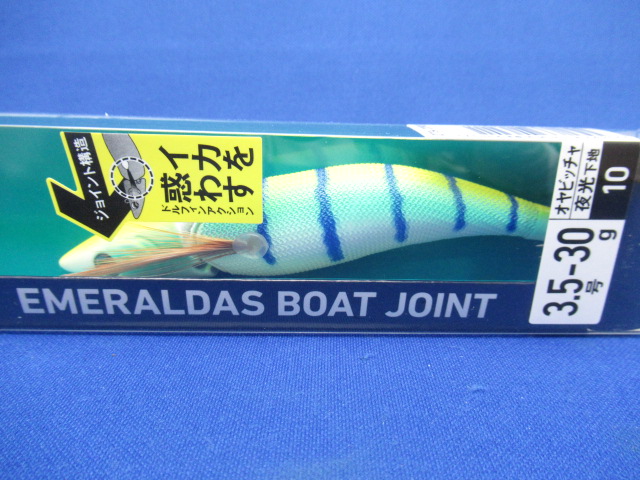 ジョイント構造
イカを
惑わす
ドルフィンアクション
EMERALDAS BOAT JOINT
3.5-30
号
g
オヤビッチャ
夜光下地
10